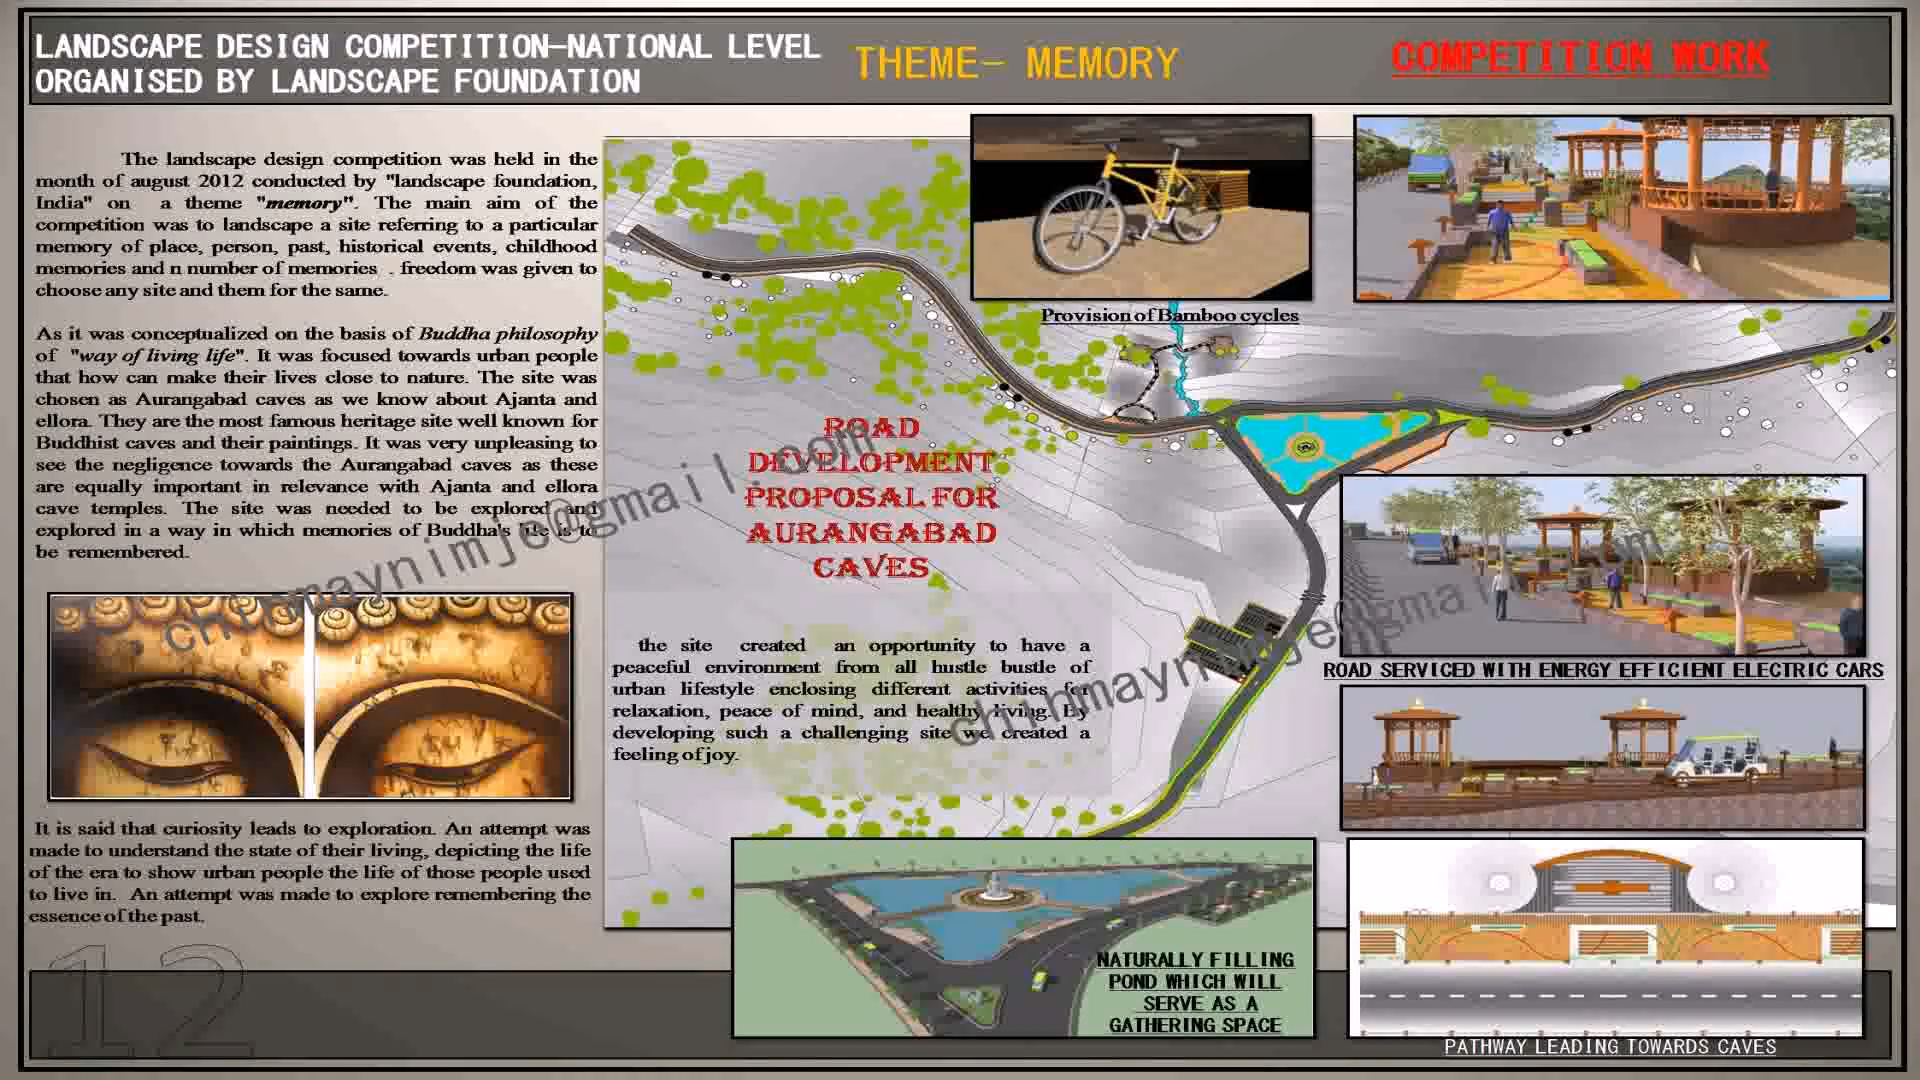 LANDSCAPE DESIGN COMPETITION-NATIONAL LEVEL
ORGANISED BY LANDSCAPE FOUNDATION
THEME- MEMORY
COMPETITION WORK
The landscape design competition was held in the
month of august 2012 conducted by "landscape foundation,
India" on a theme "memory". The main aim of the
competition was to landscape a site referring to a particular
memory of place, person, past, historical events, childhood
memories and n number of memories . freedom was given to
choose any site and them for the same.
As it was conceptualized on the basis of Buddha philosophy
of "way of living life". It was focused towards urban people
that how can make their lives close to nature. The site was
chosen as Aurangabad caves as we know about Ajanta and
ellora. They are the most famous heritage site well known for
Buddhist caves and their paintings. It was very unpleasing to
see the negligence towards the Aurangabad caves as these
are equally important in relevance with Ajanta and ellora
cave temples. The site was needed to be explored and
explored in a way in which memories of Buddha's life is to
be remembered.
It is said that curiosity leads to exploration. An attempt was
made to understand the state of their living, depicting the life
of the era to show urban people the life of those people used
to live in. An attempt was made to explore remembering the
essence of the past.
12
Provision of Bamboo cycles
ROAD
DEVELOPMENT
PROPOSAL FOR
AURANGABAD
CAVES
the site created an opportunity to have a
peaceful environment from all hustle bustle of
urban lifestyle enclosing different activities for
relaxation, peace of mind, and healthy living. By
developing such a challenging site we created a
feeling of joy.
ROAD SERVICED WITH ENERGY EFFICIENT ELECTRIC CARS
NATURALLY FILLING
POND WHICH WILL
SERVE AS A
GATHERING SPACE
PATHWAY LEADING TOWARDS CAVES
chinmaynimje@gmail.com
chinmaynimje@gmail.com